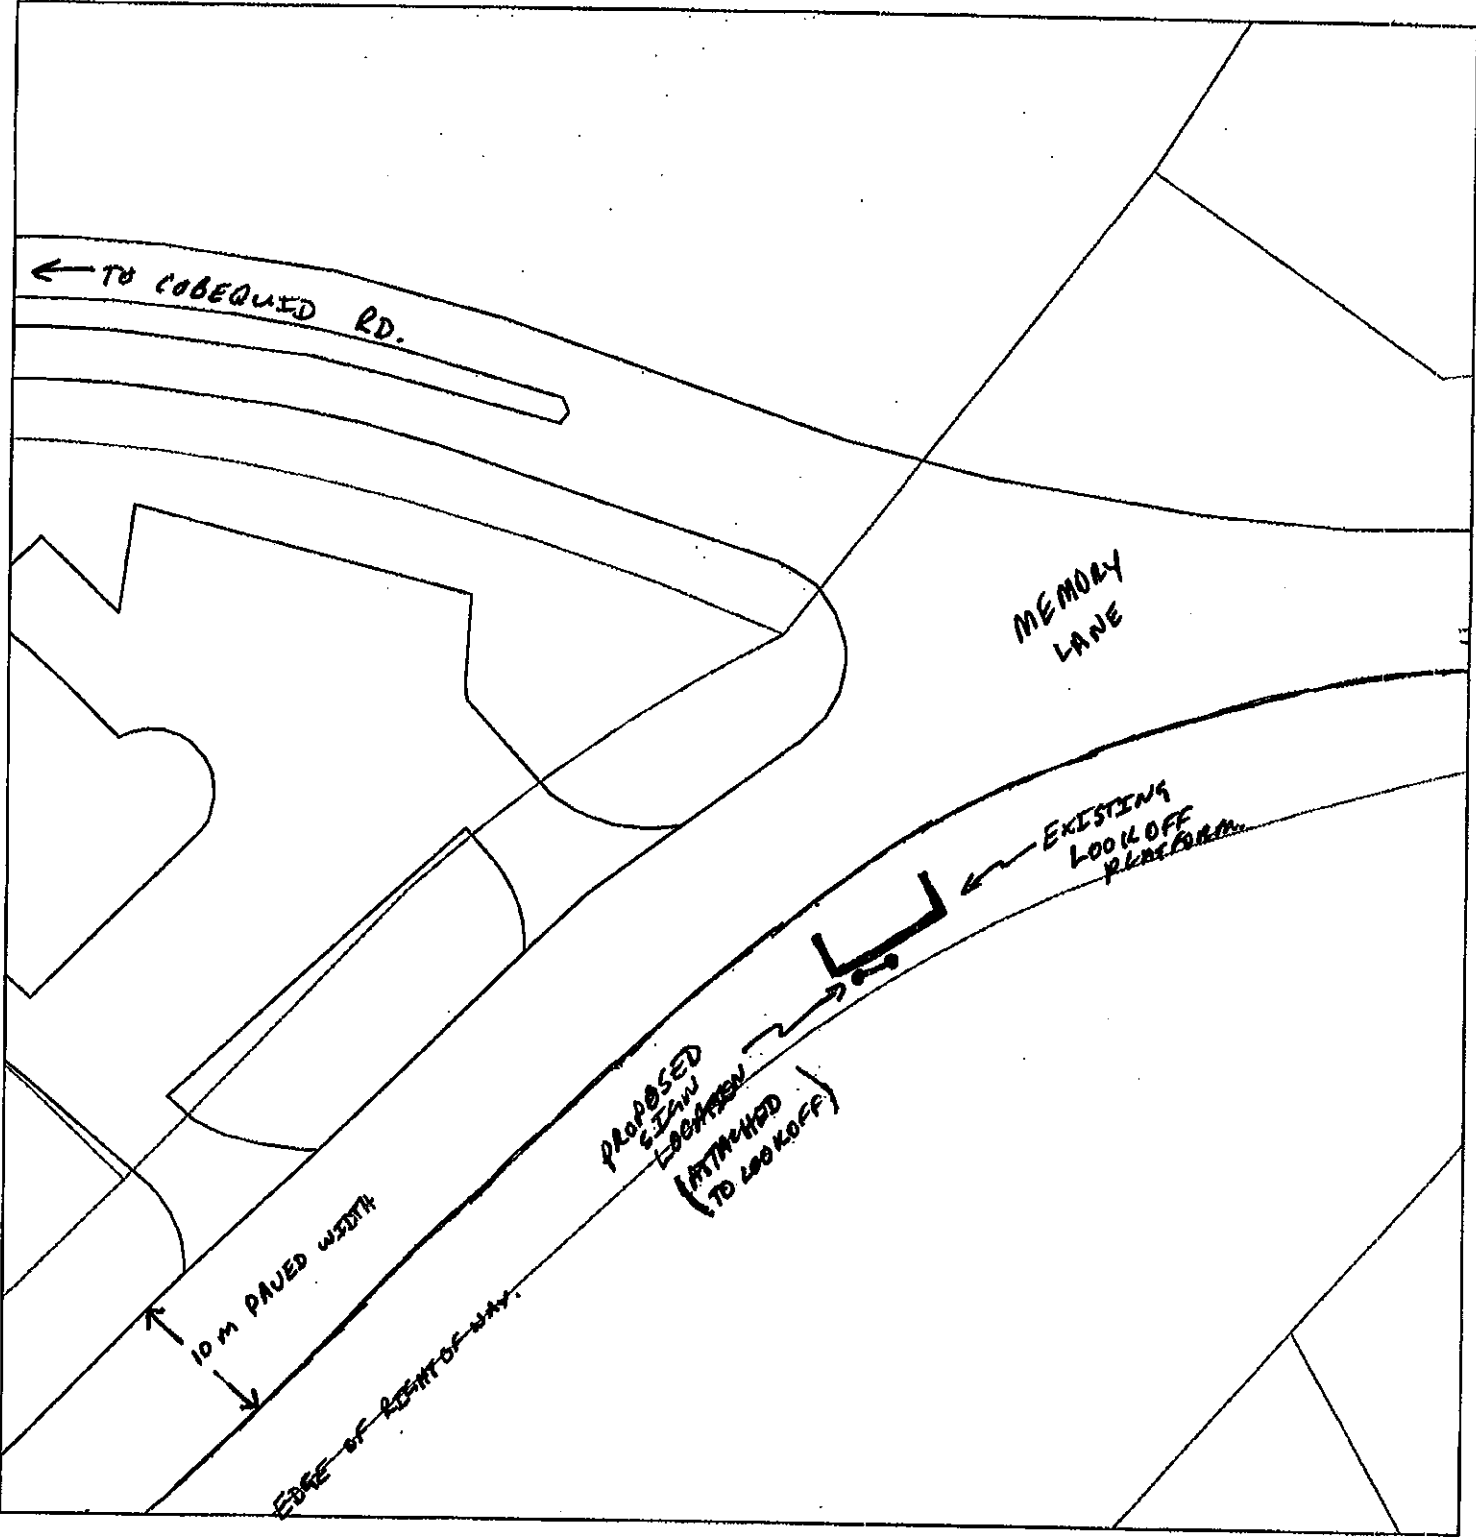 ← TO COBEQUID RD.
MEMORY
LANE
EXISTING
LOOKOFF
PLATFORM.
PROPOSED
SIGN
LOCATION
(ATTACHED
TO LOOKOFF)
10 M PAVED WIDTH
EDGE OF RIGHT OF WAY.